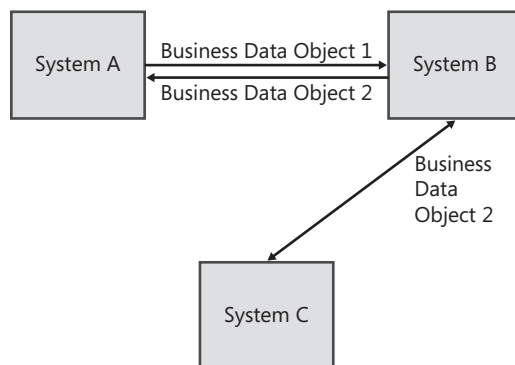 System A
Business Data Object 1
Business Data Object 2
System B
Business
Data
Object 2
System C